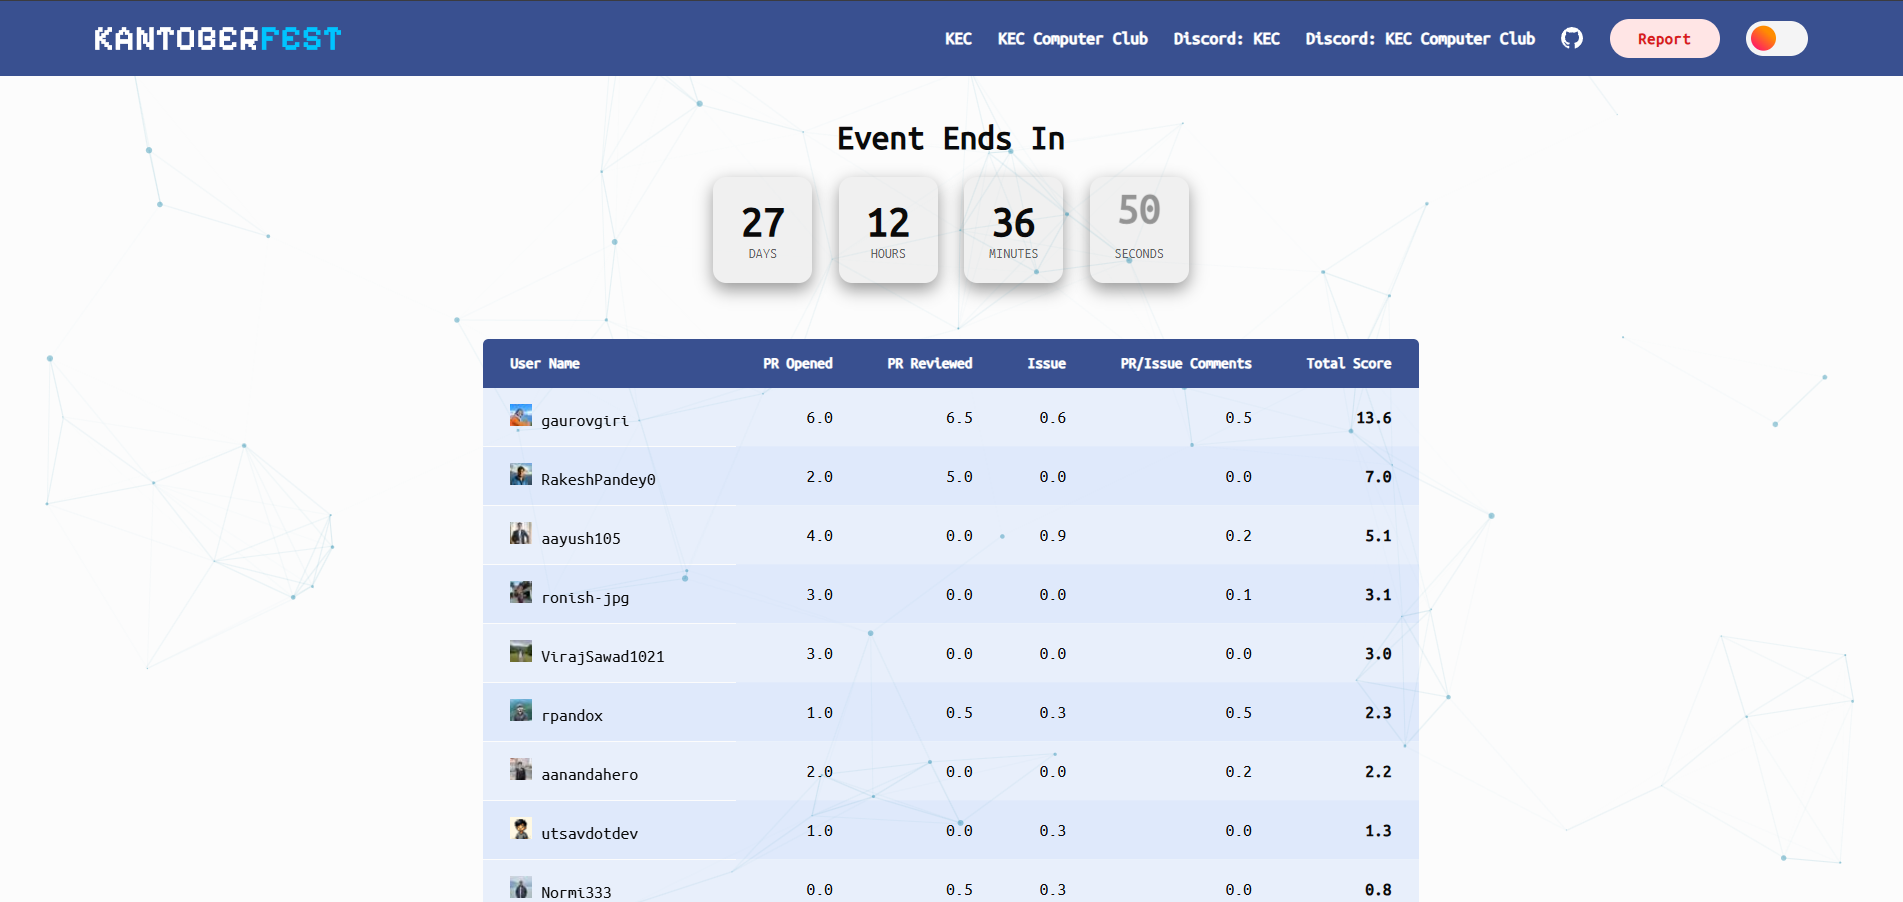 KANTOBERFEST KEC KEC Computer Club Discord: KEC Discord: KEC Computer Club Report
Event Ends In
27 12 36 50
DAYS HOURS MINUTES SECONDS
User Name PR Opened PR Reviewed Issue PR/Issue Comments Total Score
gaurovgiri 6.0 6.5 0.6 0.5 13.6
RakeshPandey0 2.0 5.0 0.0 0.0 7.0
aayush105 4.0 0.0 0.9 0.2 5.1
ronish-jpg 3.0 0.0 0.0 0.1 3.1
VirajSawad1021 3.0 0.0 0.0 0.0 3.0
rpandox 1.0 0.5 0.3 0.5 2.3
aanandahero 2.0 0.0 0.0 0.2 2.2
utsavdotdev 1.0 0.0 0.3 0.0 1.3
Normi333 0.0 0.5 0.3 0.0 0.8